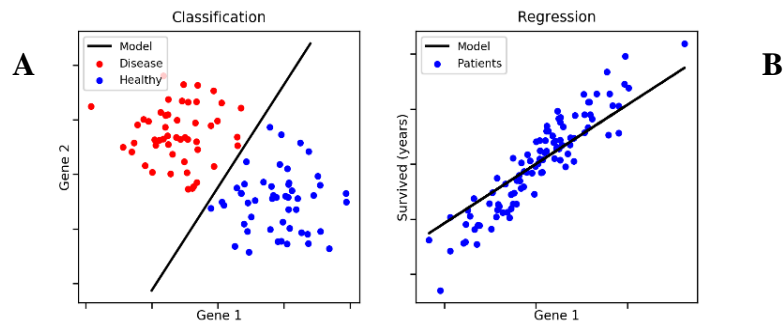 A
Classification
Model
Disease
Healthy
Gene 2
Gene 1
Regression
Model
Patients
Survived (years)
Gene 1
B